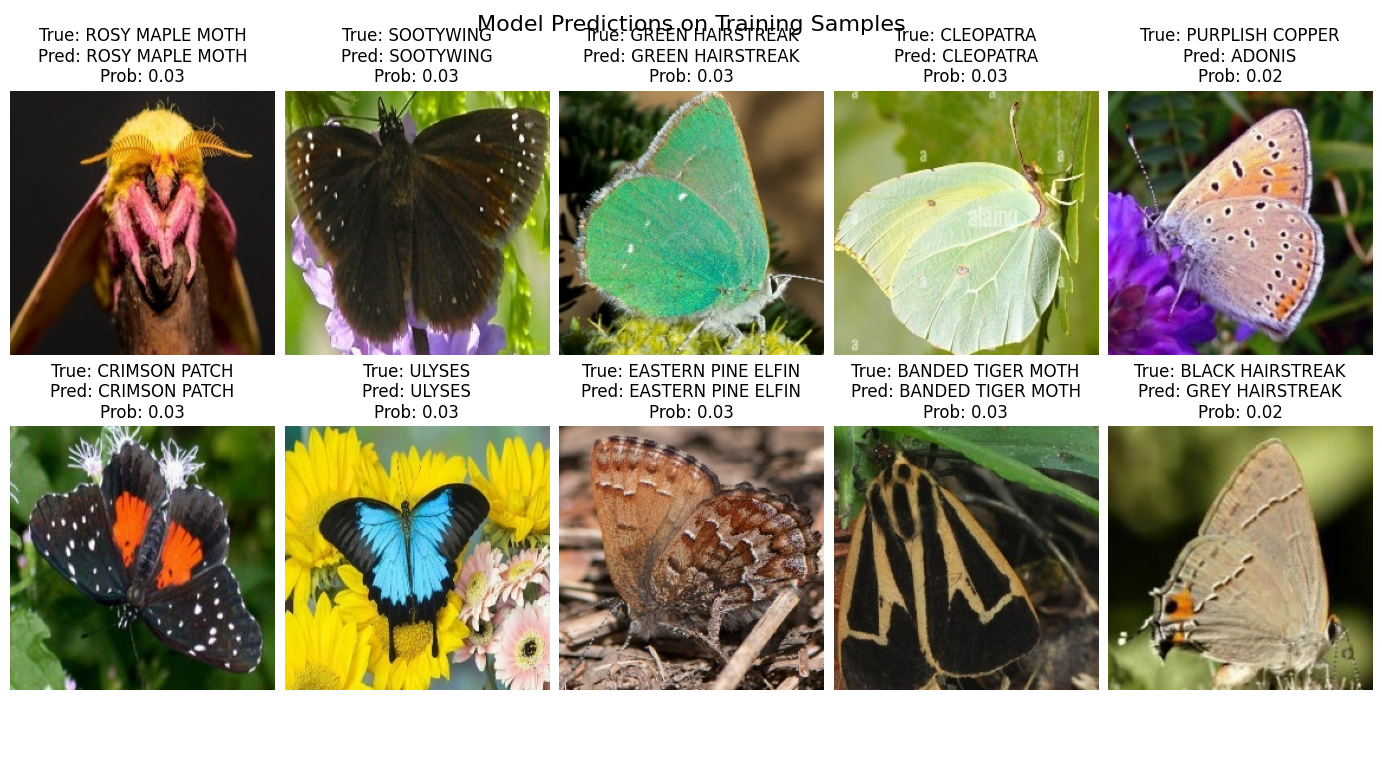 Model Predictions on Training Samples
True: ROSY MAPLE MOTH
Pred: ROSY MAPLE MOTH
Prob: 0.03
True: SOOTYWING
Pred: SOOTYWING
Prob: 0.03
True: GREEN HAIRSTREAK
Pred: GREEN HAIRSTREAK
Prob: 0.03
True: CLEOPATRA
Pred: CLEOPATRA
Prob: 0.03
True: PURPLISH COPPER
Pred: ADONIS
Prob: 0.02
a
a
a
a
alamy
a
a
a
True: CRIMSON PATCH
Pred: CRIMSON PATCH
Prob: 0.03
True: ULYSES
Pred: ULYSES
Prob: 0.03
True: EASTERN PINE ELFIN
Pred: EASTERN PINE ELFIN
Prob: 0.03
True: BANDED TIGER MOTH
Pred: BANDED TIGER MOTH
Prob: 0.03
True: BLACK HAIRSTREAK
Pred: GREY HAIRSTREAK
Prob: 0.02